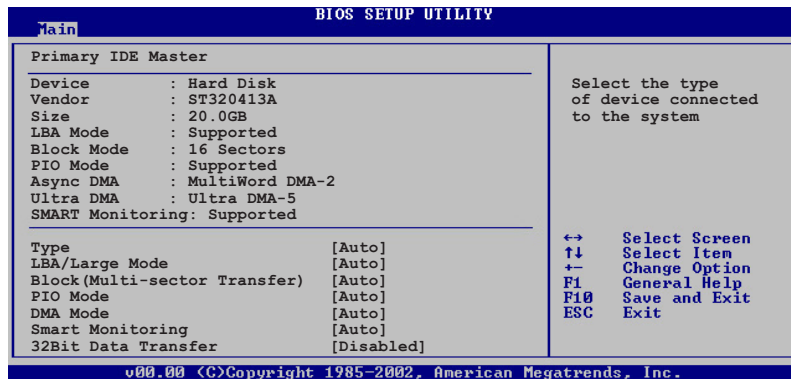 BIOS SETUP UTILITY
Main
Primary IDE Master
Device : Hard Disk
Vendor : ST320413A
Size : 20.0GB
LBA Mode : Supported
Block Mode : 16 Sectors
PIO Mode : Supported
Async DMA : MultiWord DMA-2
Ultra DMA : Ultra DMA-5
SMART Monitoring: Supported
Type [Auto]
LBA/Large Mode [Auto]
Block(Multi-sector Transfer) [Auto]
PIO Mode [Auto]
DMA Mode [Auto]
Smart Monitoring [Auto]
32Bit Data Transfer [Disabled]
Select the type
of device connected
to the system
←→ Select Screen
↑↓ Select Item
+- Change Option
F1 General Help
F10 Save and Exit
ESC Exit
v00.00 (C)Copyright 1985-2002, American Megatrends, Inc.